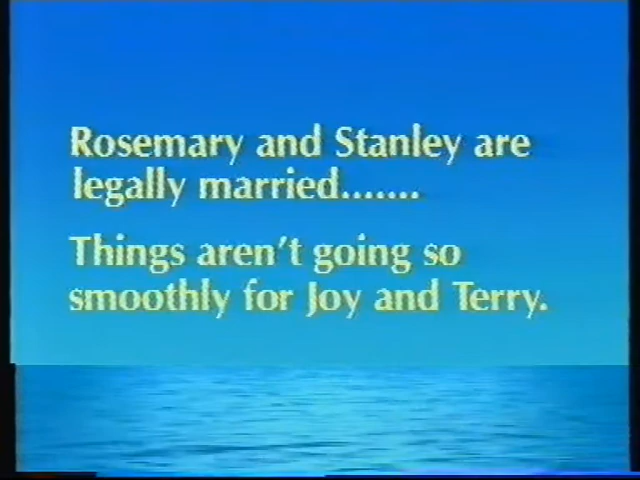 Rosemary and Stanley are
legally married.......
Things aren't going so
smoothly for Joy and Terry.